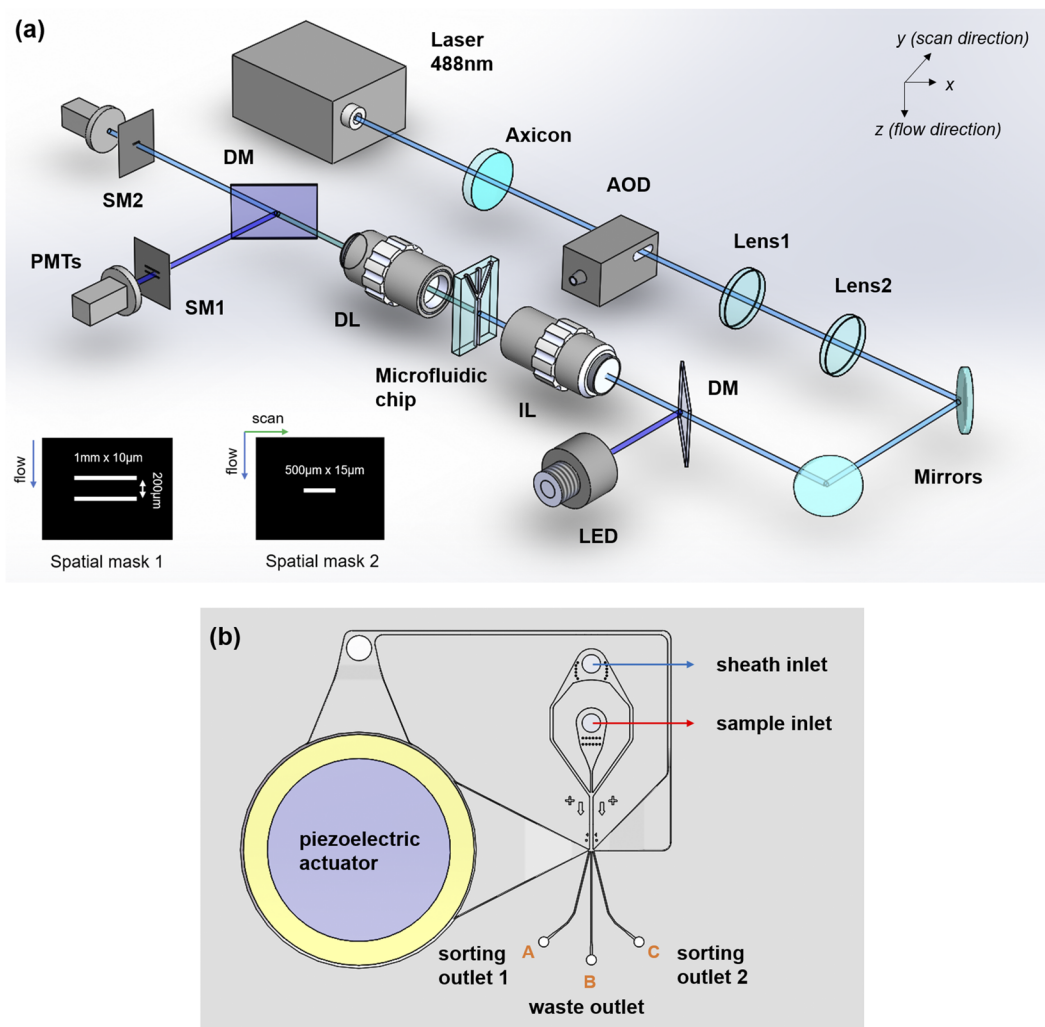 (a)
Laser
488nm
y (scan direction)
x
z (flow direction)
Axicon
DM
AOD
SM2
Lens1
PMTs
Lens2
SM1
DL
Microfluidic
chip
IL
DM
Mirrors
LED
flow
1mm x 10µm
200µm
Spatial mask 1
scan
flow
500µm x 15µm
Spatial mask 2
(b)
sheath inlet
sample inlet
piezoelectric
actuator
sorting
outlet 1
A
B
C
sorting
outlet 2
waste outlet